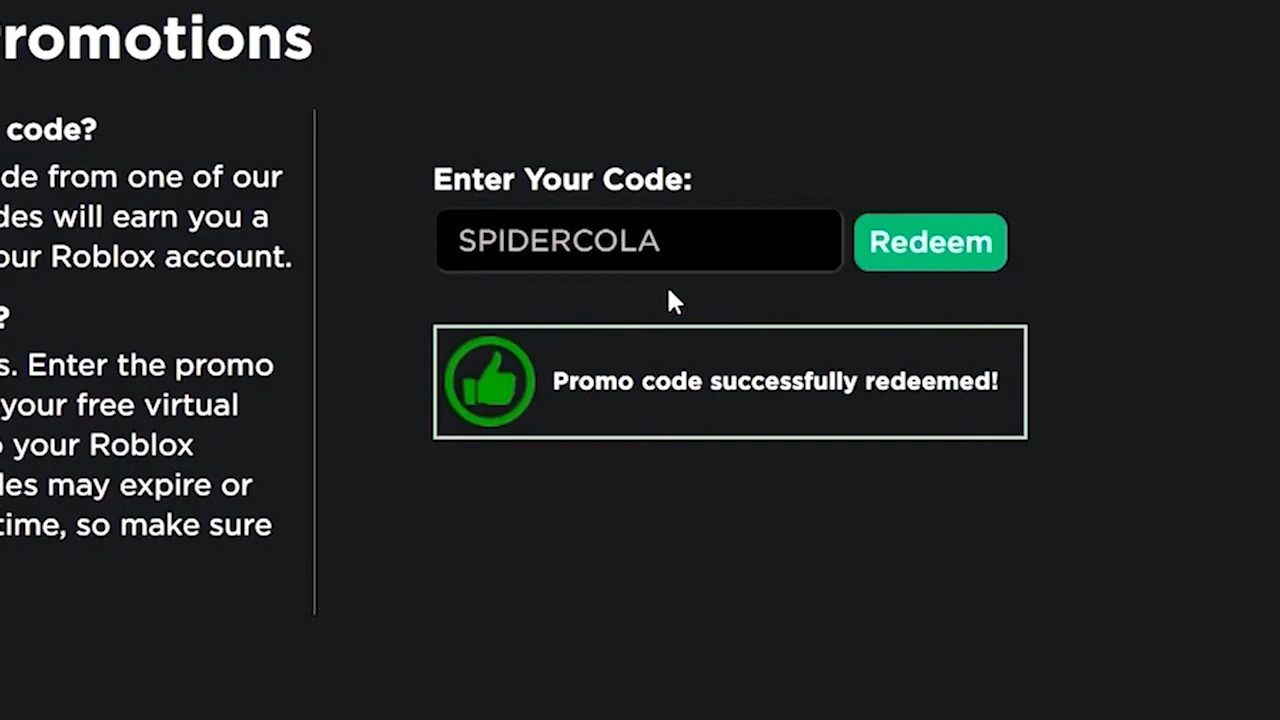 romotions
code?
de from one of our
des will earn you a
our Roblox account.
?
s. Enter the promo
your free virtual
your Roblox
les may expire or
time, so make sure
Enter Your Code:
SPIDERCOLA
Redeem
Promo code successfully redeemed!